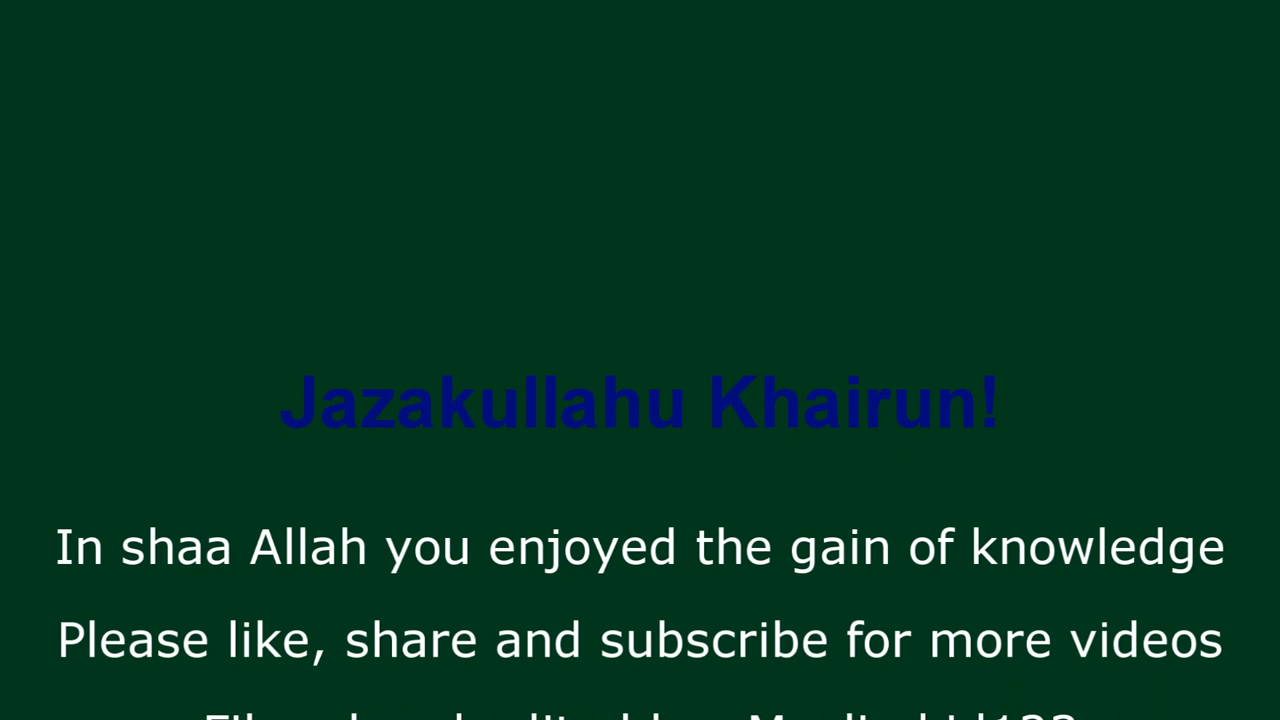 Jazakullahu Khairun!
In shaa Allah you enjoyed the gain of knowledge
Please like, share and subscribe for more videos